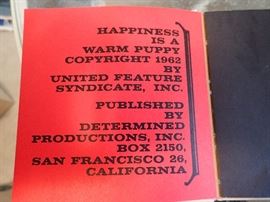 HAPPINESS
IS A
WARM PUPPY
COPYRIGHT 1962
BY
UNITED FEATURE
SYNDICATE, INC.
PUBLISHED
BY
DETERMINED
PRODUCTIONS, INC.
BOX 2150,
SAN FRANCISCO 26,
CALIFORNIA